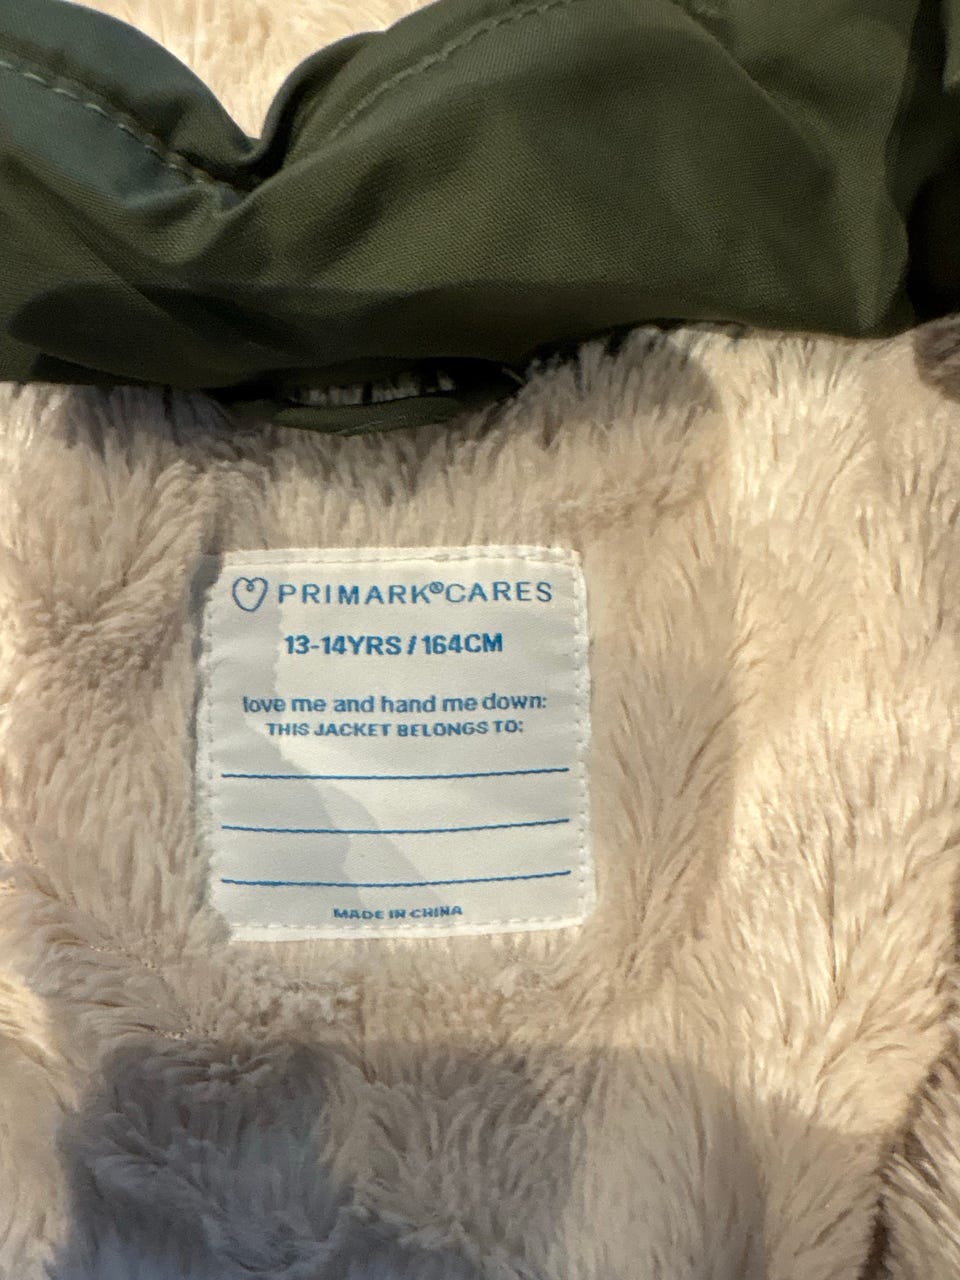 PRIMARK®CARES
13-14YRS / 164CM
love me and hand me down:
THIS JACKET BELONGS TO:
MADE IN CHINA